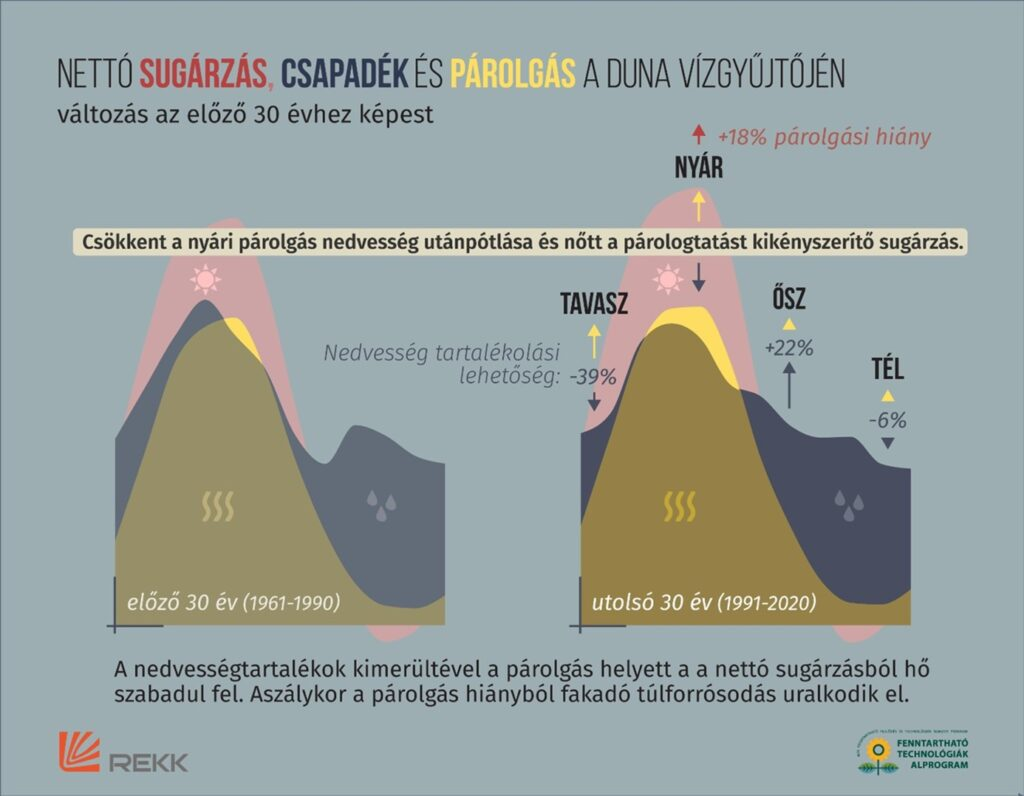 NETTÓ SUGÁRZÁS, CSAPADÉK ÉS PÁROLGÁS A DUNA VÍZGYŰJTŐJÉN
változás az előző 30 évhez képest
+18% párolgási hiány
NYÁR
Csökkent a nyári párolgás nedvesség utánpótlása és nőtt a párologtatást kikényszerítő sugárzás.
TAVASZ
ŐSZ
Nedvesség tartalékolási
lehetőség: -39%
+22%
TÉL
-6%
előző 30 év (1961-1990)
utolsó 30 év (1991-2020)
A nedvességtartalékok kimerültével a párolgás helyett a a nettó sugárzásból hő
szabadul fel. Aszálykor a párolgás hiányból fakadó túlforrósodás uralkodik el.
REKK
FENNTARTHATÓ
TECHNOLÓGIÁK
ALPROGRAM